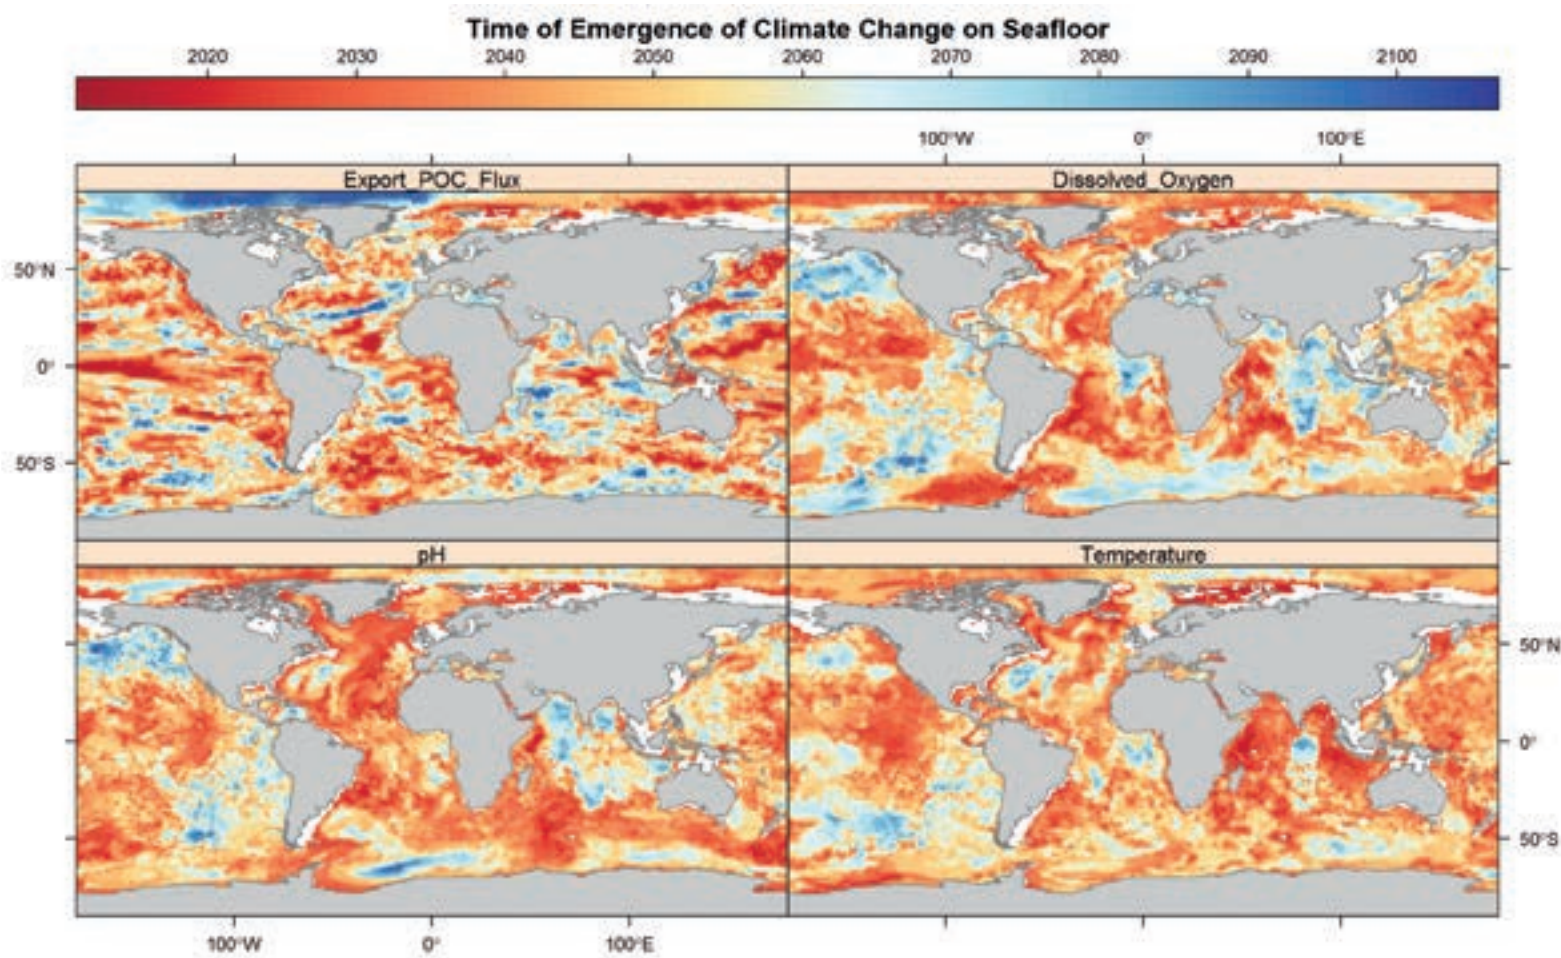 Time of Emergence of Climate Change on Seafloor
2020 2030 2040 2050 2060 2070 2080 2090 2100
100°W 0° 100°E
Export_POC_Flux Dissolved_Oxygen
50°N
0°
50°S
pH Temperature
50°N
0°
50°S
100°W 0° 100°E